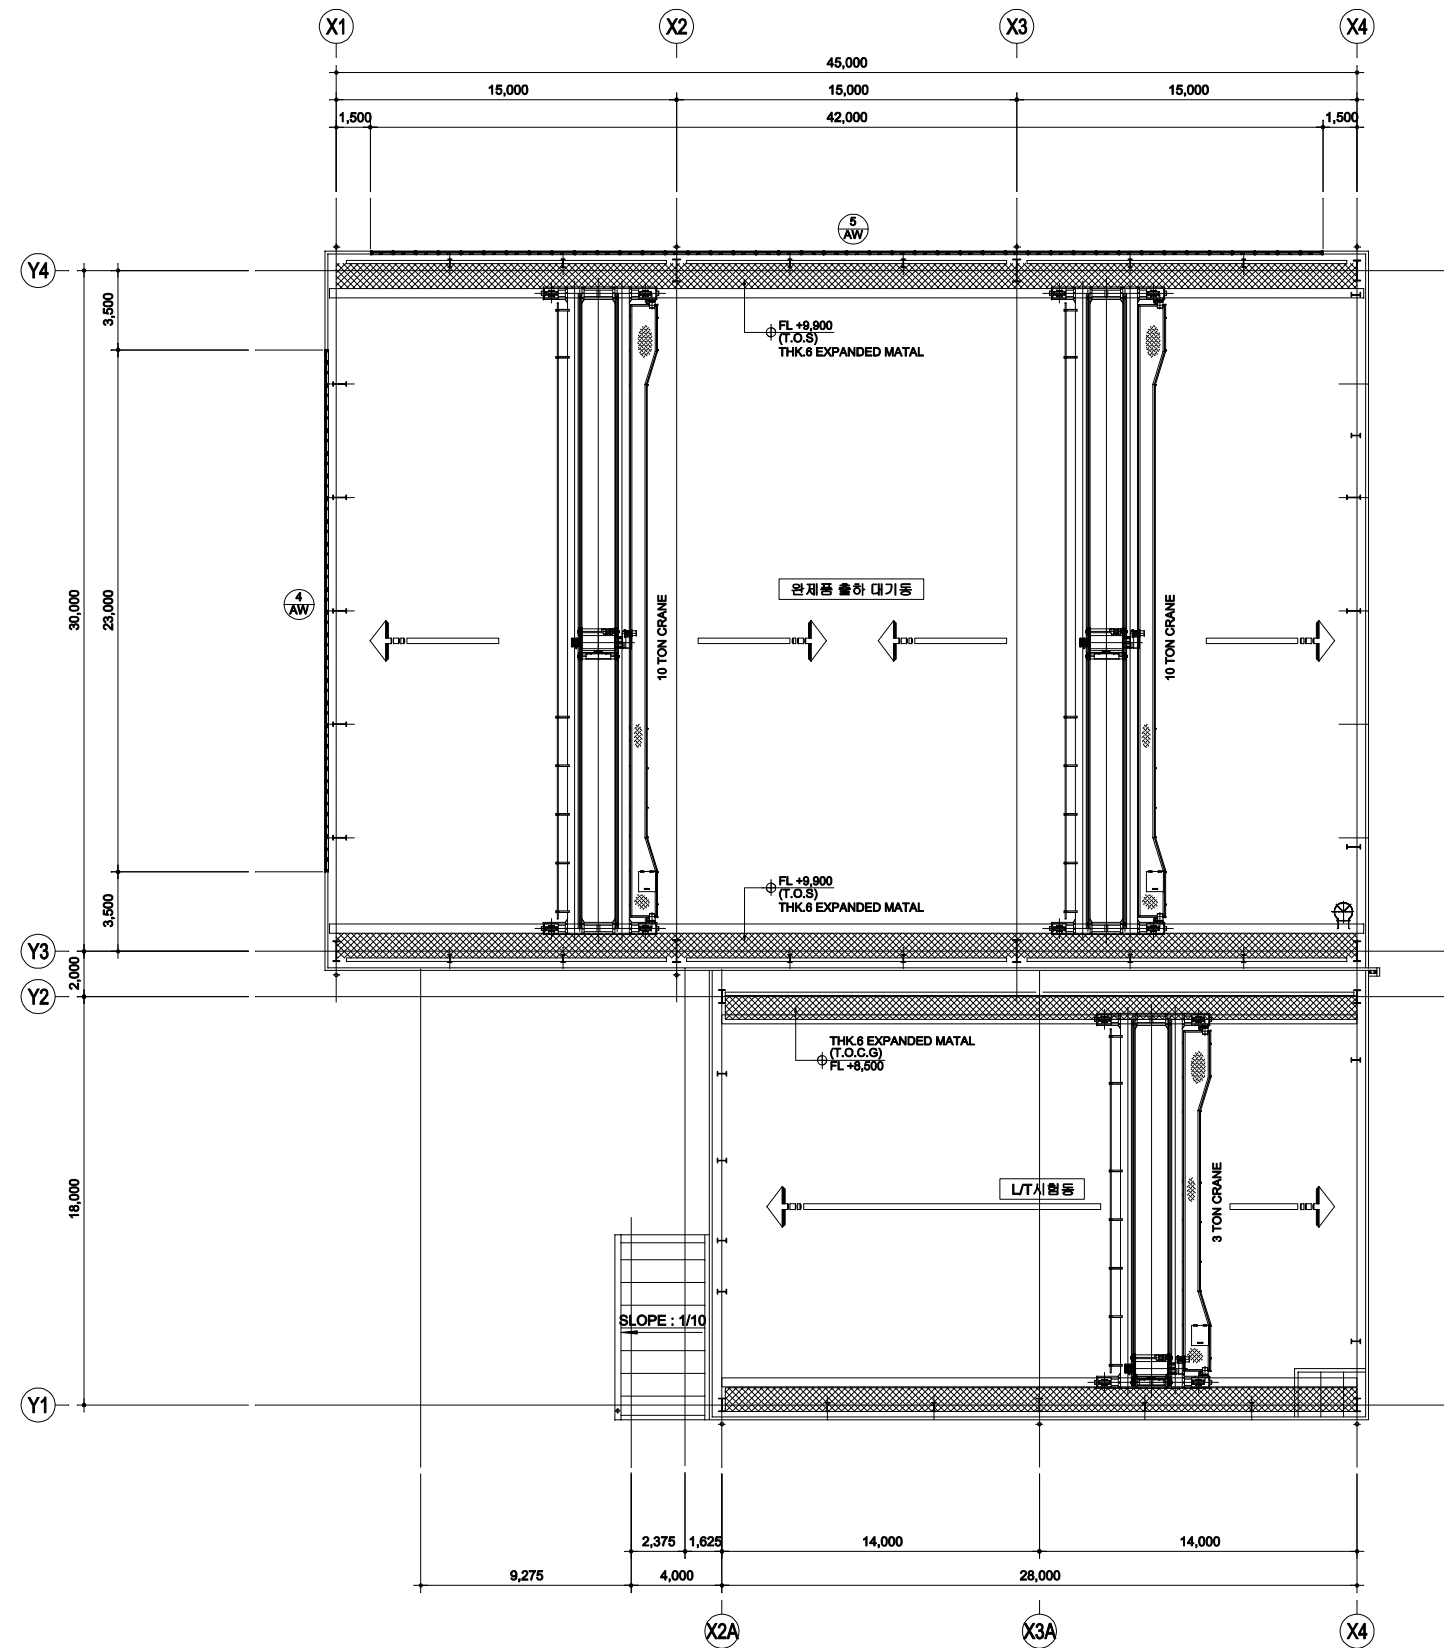 X1
X2
X3
X4
45,000
15,000
15,000
15,000
1,500
42,000
1,500
5
AW
Y4
3,500
FL +9,900
(T.O.S)
THK.6 EXPANDED MATAL
30,000
23,000
4
AW
완제품 출하 대기동
10 TON CRANE
10 TON CRANE
FL +9,900
(T.O.S)
THK.6 EXPANDED MATAL
3,500
Y3
2,000
Y2
THK.6 EXPANDED MATAL
(T.O.C.G)
FL +8,500
18,000
L/T시험동
3 TON CRANE
SLOPE : 1/10
Y1
2,375
1,625
14,000
14,000
9,275
4,000
28,000
X2A
X3A
X4